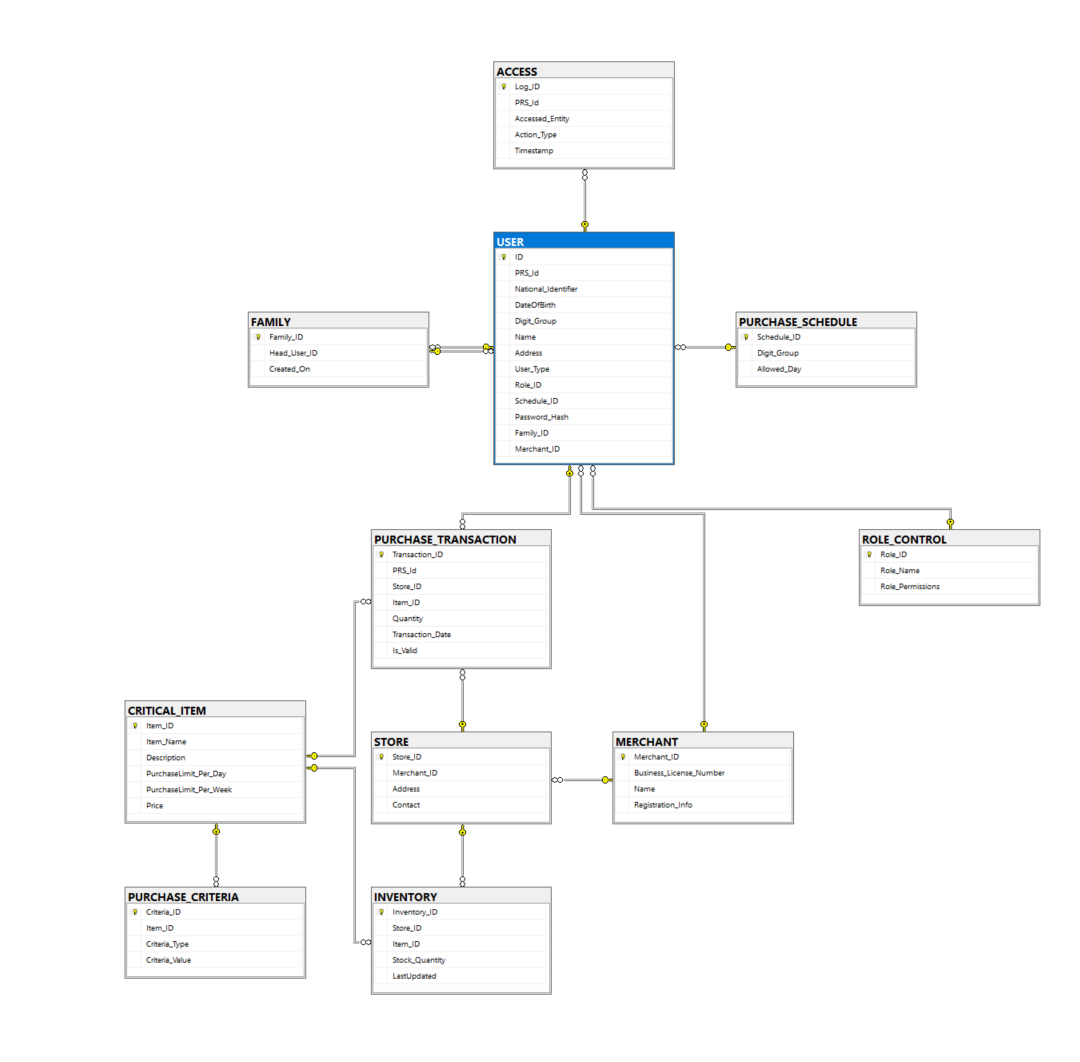 ACCESS
Log_ID
PRS_Id
Accessed_Entity
Action_Type
Timestamp
USER
ID
PRS_Id
National_Identifier
DateOfBirth
Digit_Group
Name
Address
User_Type
Role_ID
Schedule_ID
Password_Hash
Family_ID
Merchant_ID
FAMILY
Family_ID
Head_User_ID
Created_On
PURCHASE_SCHEDULE
Schedule_ID
Digit_Group
Allowed_Day
PURCHASE_TRANSACTION
Transaction_ID
PRS_Id
Store_ID
Item_ID
Quantity
Transaction_Date
Is_Valid
ROLE_CONTROL
Role_ID
Role_Name
Role_Permissions
CRITICAL_ITEM
Item_ID
Item_Name
Description
PurchaseLimit_Per_Day
PurchaseLimit_Per_Week
Price
STORE
Store_ID
Merchant_ID
Address
Contact
MERCHANT
Merchant_ID
Business_License_Number
Name
Registration_Info
PURCHASE_CRITERIA
Criteria_ID
Item_ID
Criteria_Type
Criteria_Value
INVENTORY
Inventory_ID
Store_ID
Item_ID
Stock_Quantity
LastUpdated